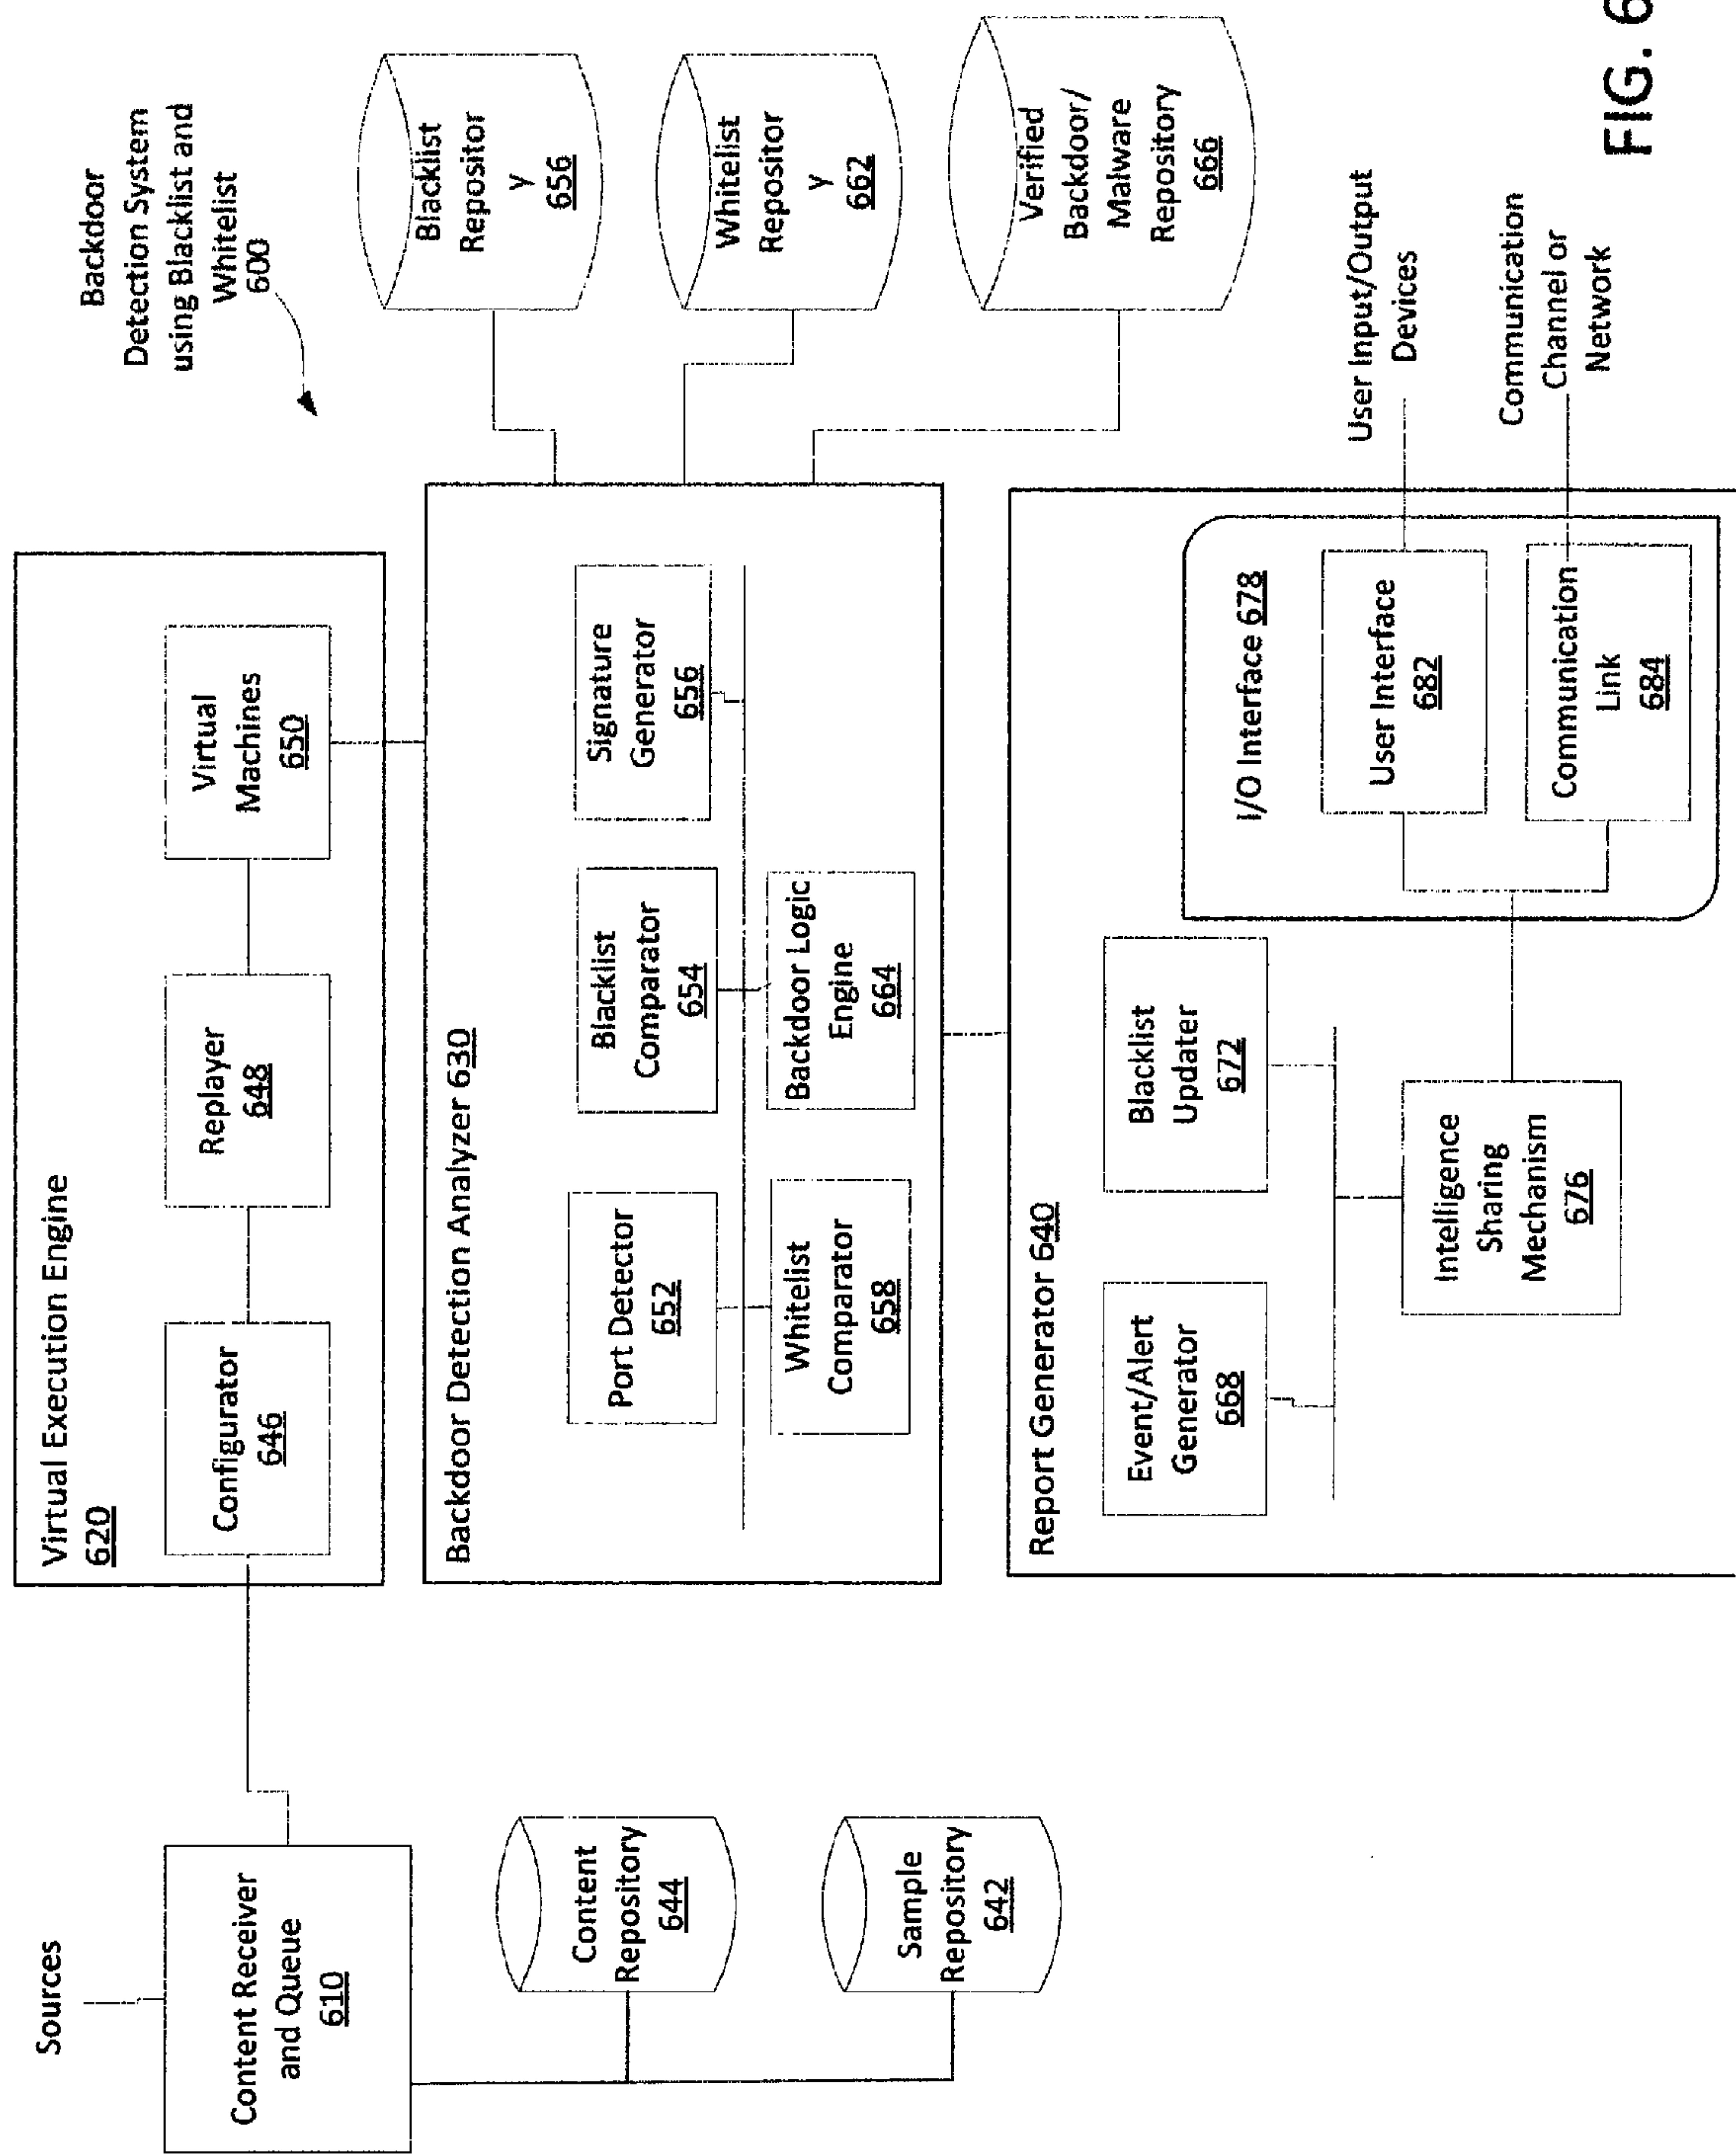 Backdoor
Detection System
using Blacklist and
Whitelist
600
Sources
Content Receiver
and Queue
610
Content
Repository
644
Sample
Repository
642
Virtual Execution Engine
620
Configurator
646
Replayer
648
Virtual
Machines
650
Backdoor Detection Analyzer 630
Port Detector
652
Blacklist
Comparator
654
Signature
Generator
656
Whitelist
Comparator
658
Backdoor Logic
Engine
664
Blacklist
Repositor
y
656
Whitelist
Repositor
y
662
Verified
Backdoor/
Malware
Repository
666
Report Generator 640
Event/Alert
Generator
668
Blacklist
Updater
672
Intelligence
Sharing
Mechanism
676
I/O Interface 678
User Interface
682
Communication
Link
684
User Input/Output
Devices
Communication
Channel or
Network
FIG. 6